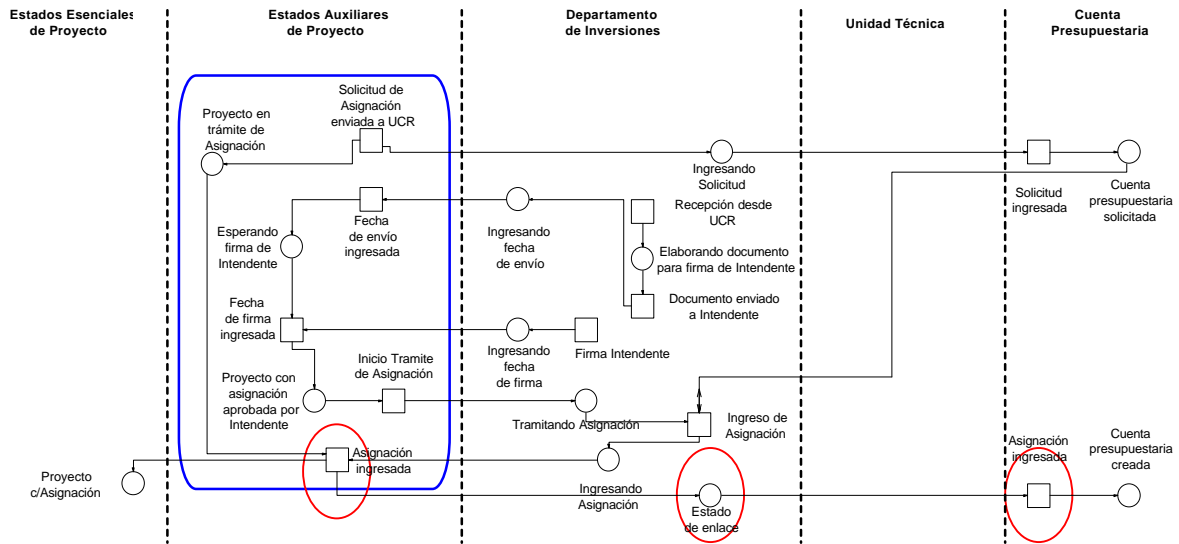 Estados Esenciales
de Proyecto
Estados Auxiliares
de Proyecto
Departamento
de Inversiones
Unidad Técnica
Cuenta
Presupuestaria
Solicitud de
Asignación
enviada a UCR
Proyecto en
trámite de
Asignación
Ingresando
Solicitud
Solicitud
ingresada
Cuenta
presupuestaria
solicitada
Recepción desde
UCR
Fecha
de envío
ingresada
Ingresando
fecha
de envío
Esperando
firma de
Intendente
Elaborando documento
para firma de Intendente
Documento enviado
a Intendente
Fecha
de firma
ingresada
Ingresando
fecha
de firma
Firma Intendente
Inicio Tramite
de Asignación
Proyecto con
asignación
aprobada por
Intendente
Tramitando Asignación
Ingreso de
Asignación
Asignación
ingresada
Asignación
ingresada
Cuenta
presupuestaria
creada
Proyecto
c/Asignación
Ingresando
Asignación
Estado
de enlace